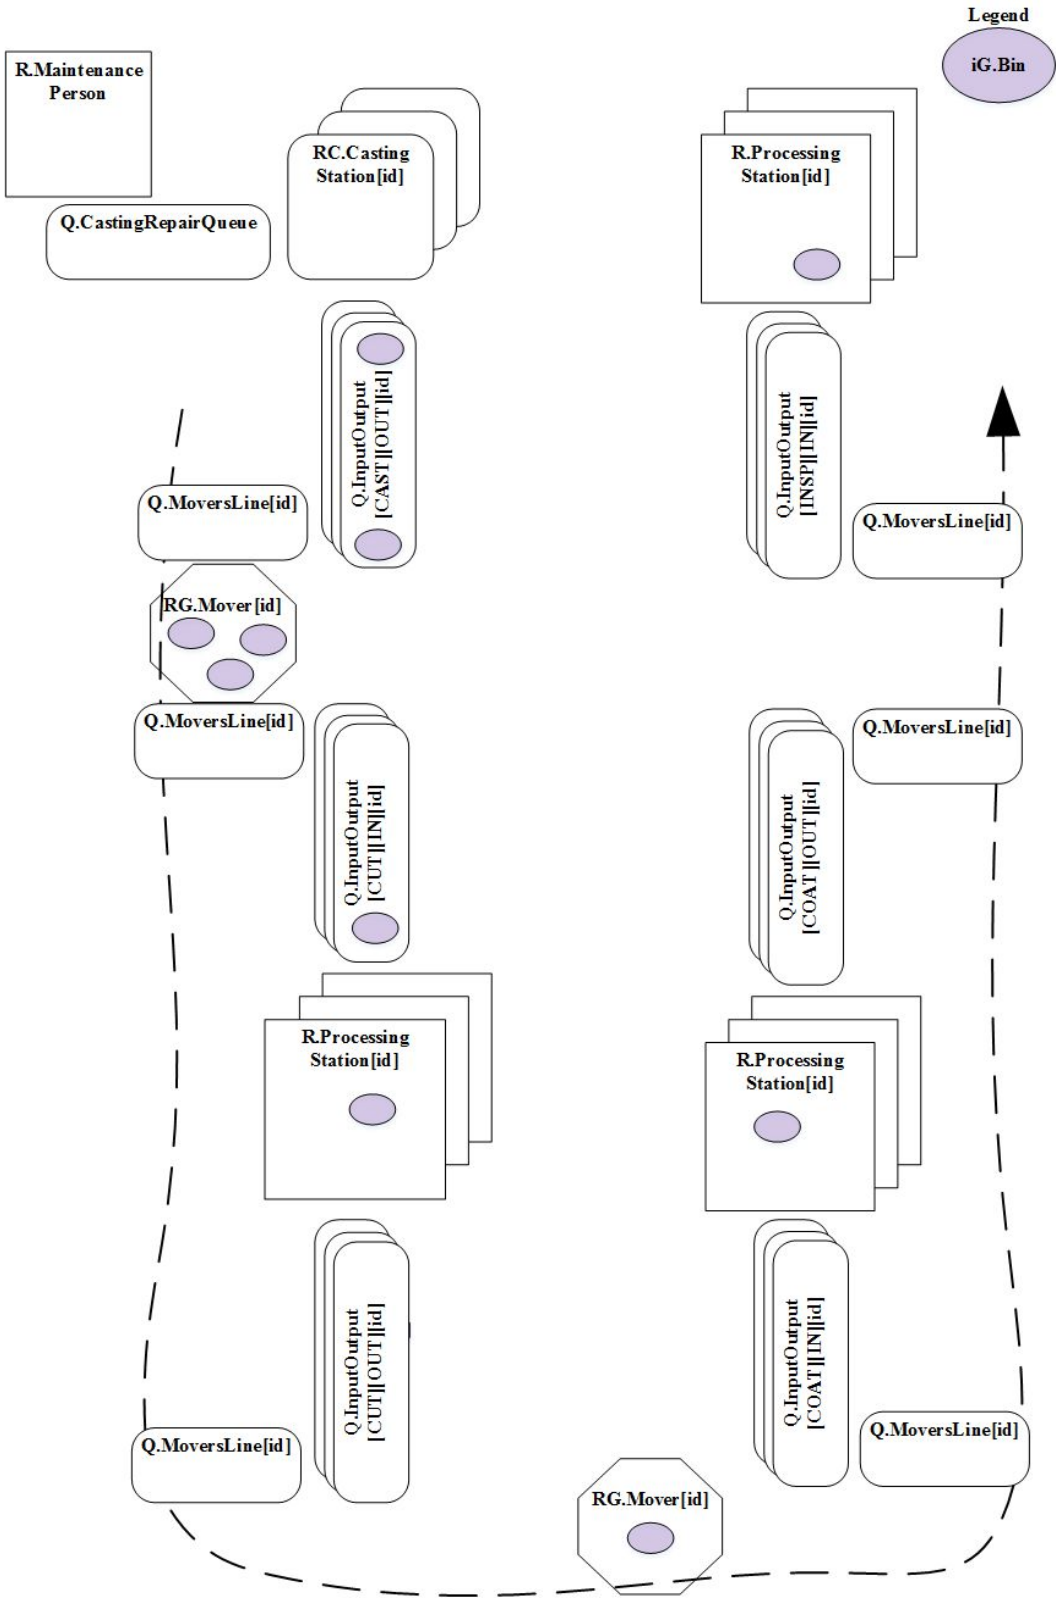 Legend
iG.Bin
R.Maintenance
Person
RC.Casting
Station[id]
R.Processing
Station[id]
Q.CastingRepairQueue
Q.InputOutput
[CAST][OUT][id]
Q.InputOutput
[INSP][IN][id]
Q.MoversLine[id]
Q.MoversLine[id]
RG.Mover[id]
Q.MoversLine[id]
Q.MoversLine[id]
Q.InputOutput
[CUT][IN][id]
Q.InputOutput
[COAT][OUT][id]
R.Processing
Station[id]
R.Processing
Station[id]
Q.InputOutput
[CUT][OUT][id]
Q.InputOutput
[COAT][IN][id]
Q.MoversLine[id]
Q.MoversLine[id]
RG.Mover[id]